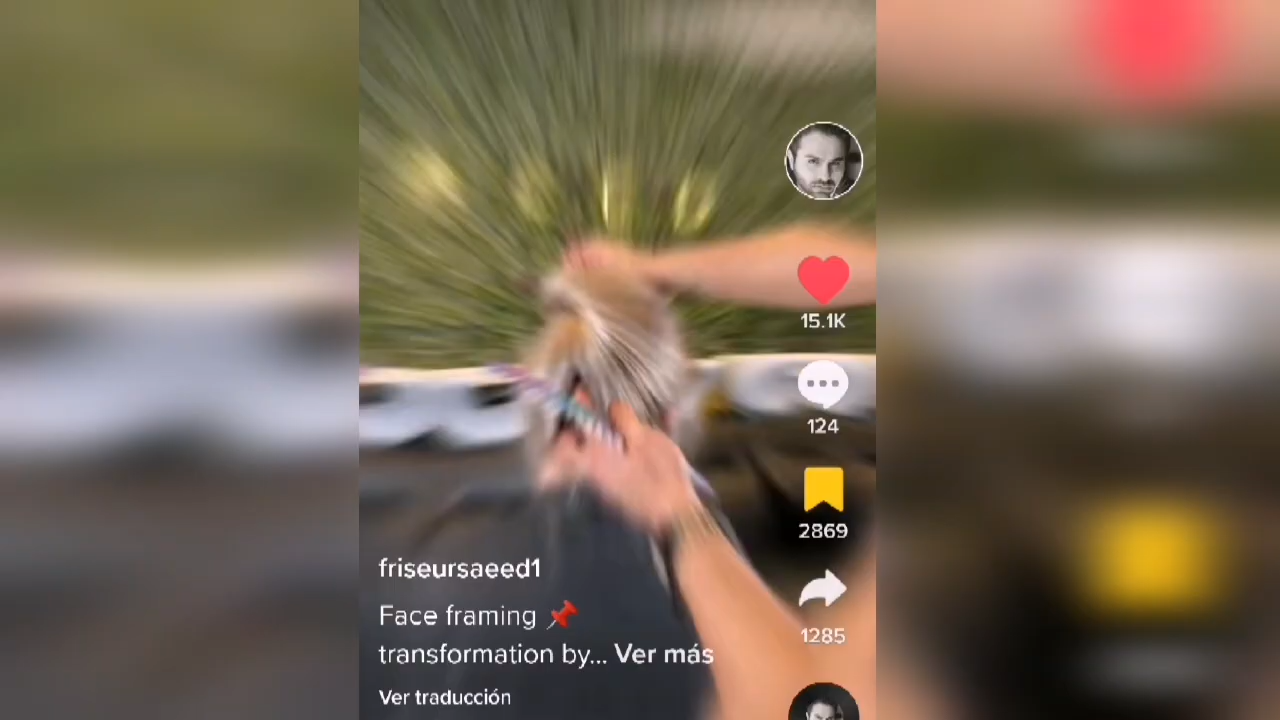 15.1K
124
2869
friseursaeed1
Face framing 📌
1285
transformation by... Ver más
Ver traducción